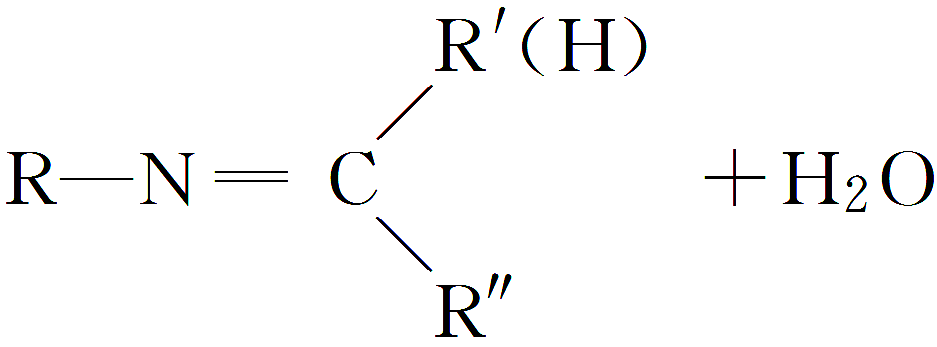 R′(H)
R—N═C +H₂O
R″